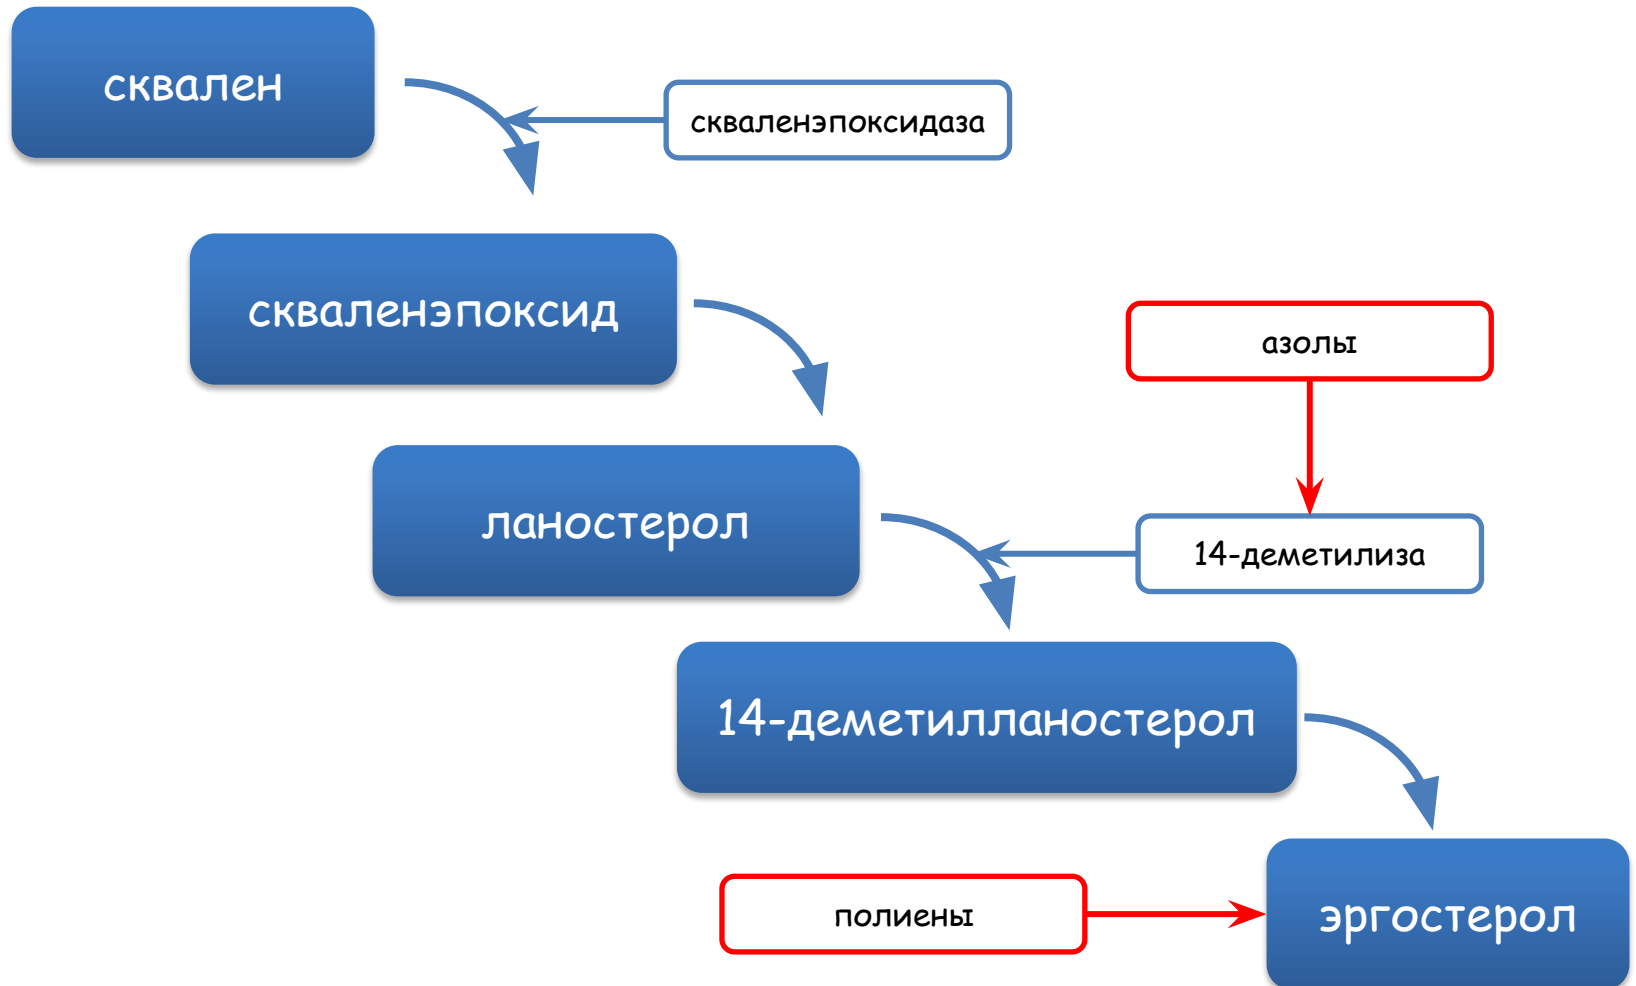 сквален
скваленэпоксидаза
скваленэпоксид
азолы
ланостерол
14-деметилиза
14-деметилланостерол
полиены
эргостерол